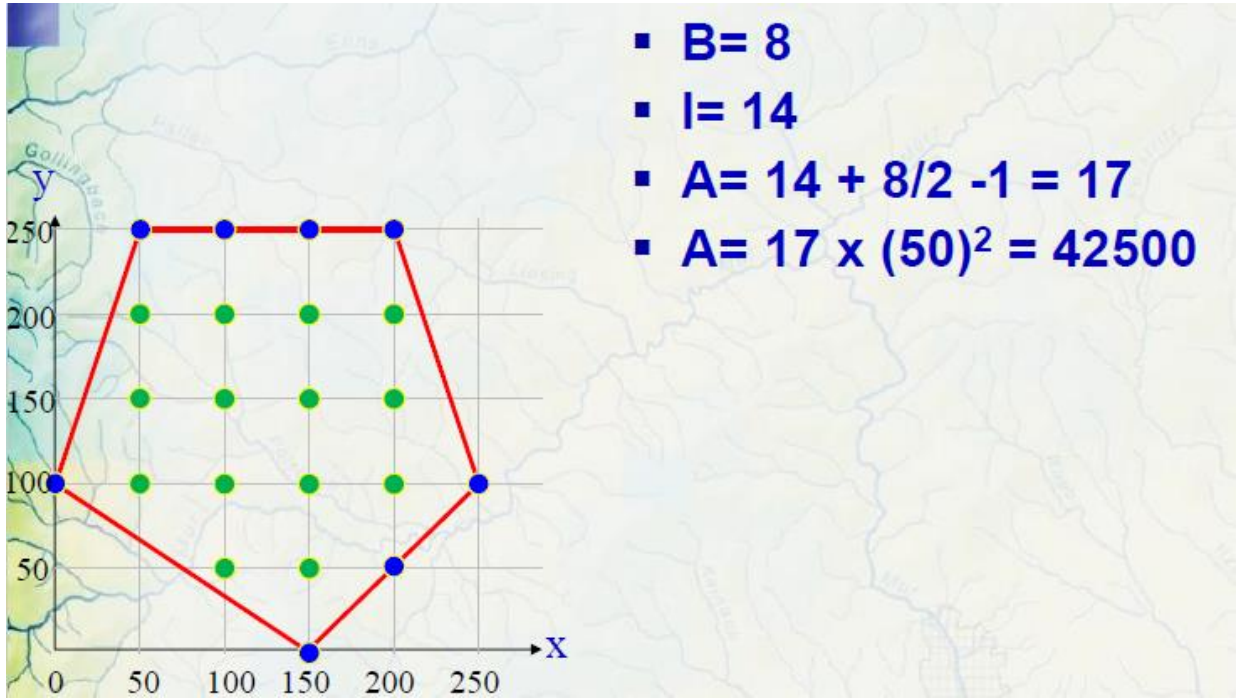 B= 8
I= 14
A= 14 + 8/2 -1 = 17
A= 17 x (50)² = 42500
Gollingbach
y
250
200
150
100
50
0 50 100 150 200 250
x